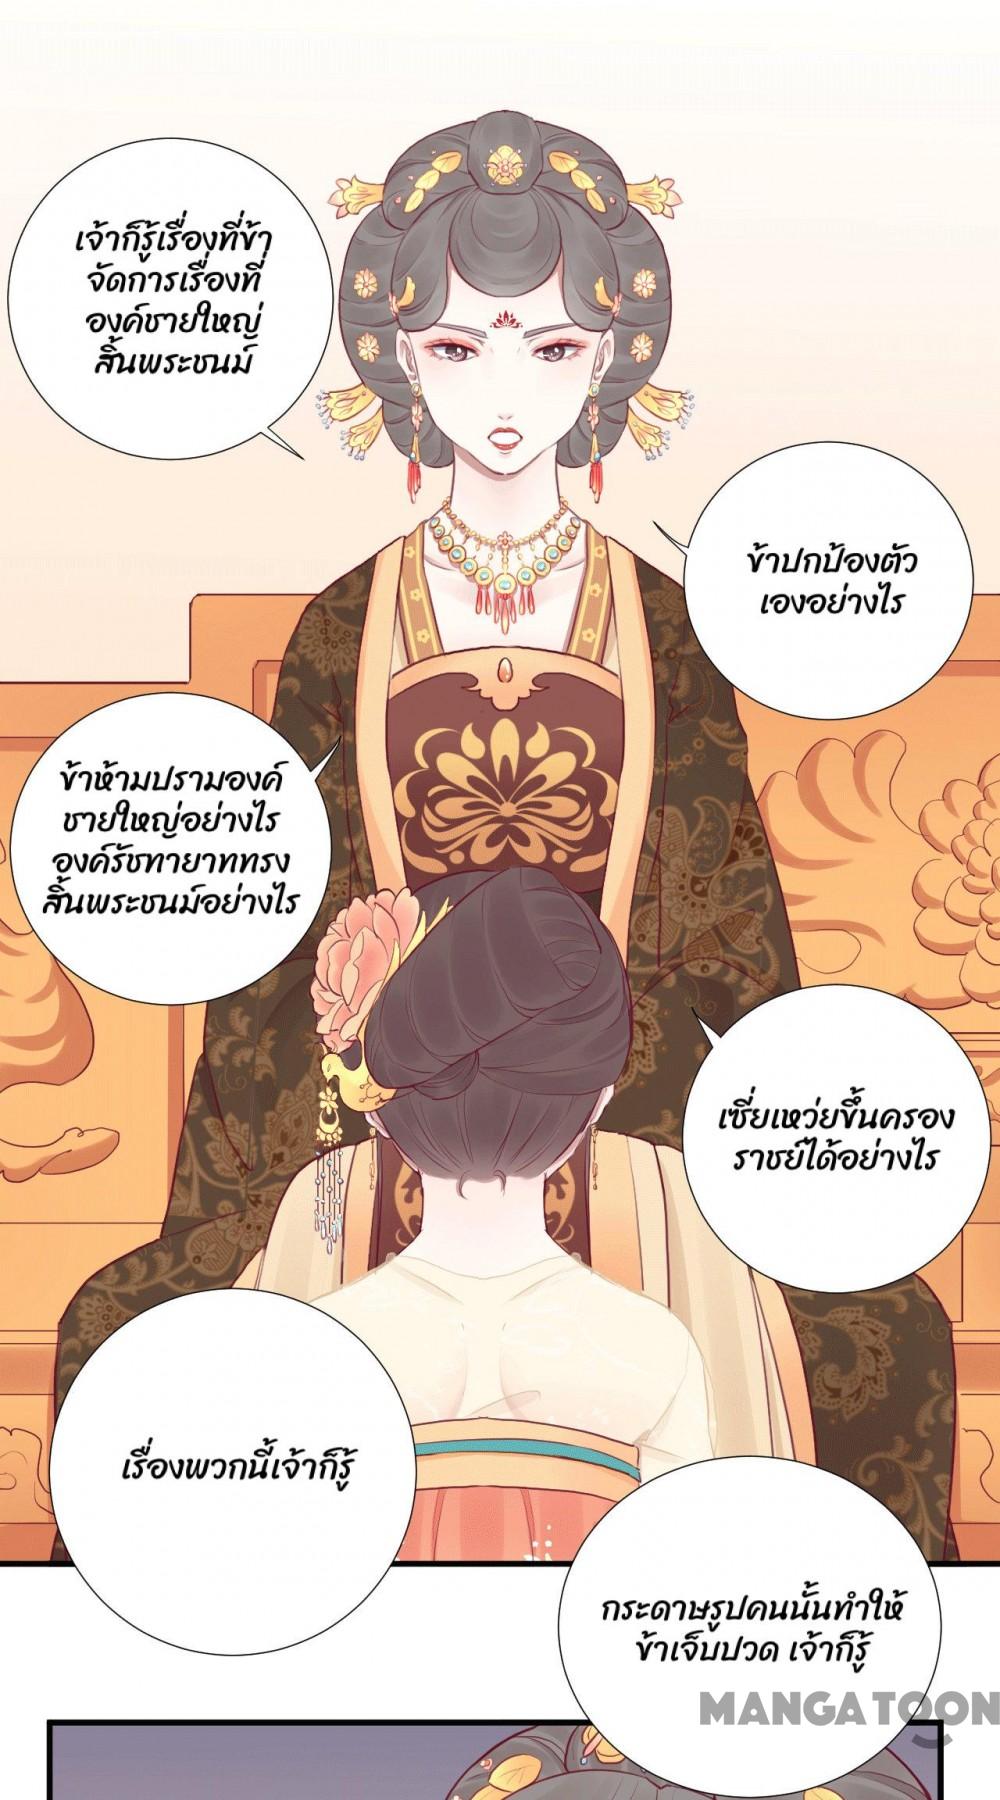 เจ้าก็รู้เรื่องที่ข้า
จัดการเรื่องที่
องค์ชายใหญ่
สิ้นพระชนม์
ข้าปกป้องตัว
เองอย่างไร
ข้าห้ามปรามองค์
ชายใหญ่อย่างไร
องค์รัชทายาททรง
สิ้นพระชนม์อย่างไร
เซี่ยเหว่ยขึ้นครอง
ราชย์ได้อย่างไร
เรื่องพวกนี้เจ้าก็รู้
กระดาษรูปคนนั้นทำให้
ข้าเจ็บปวด เจ้าก็รู้
MANGATOON